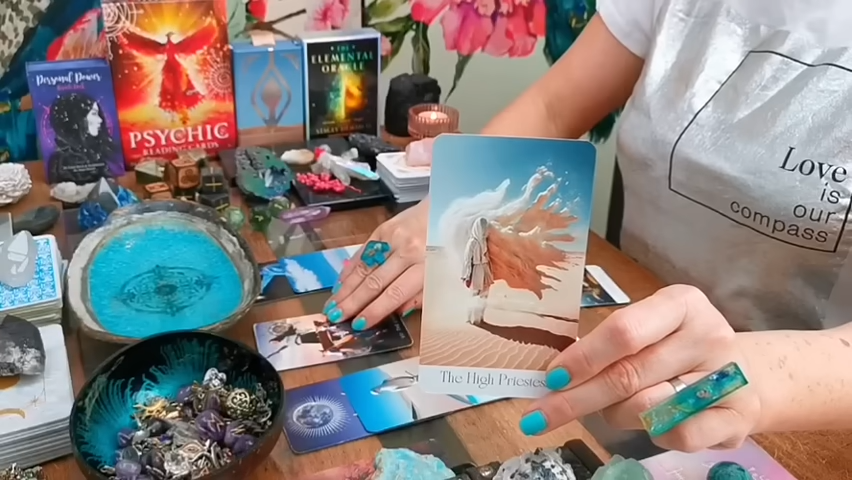 Personal Power
PSYCHIC
READING CARDS
THE
ELEMENTAL
ORACLE
The High Priestess
Love
is our
compass